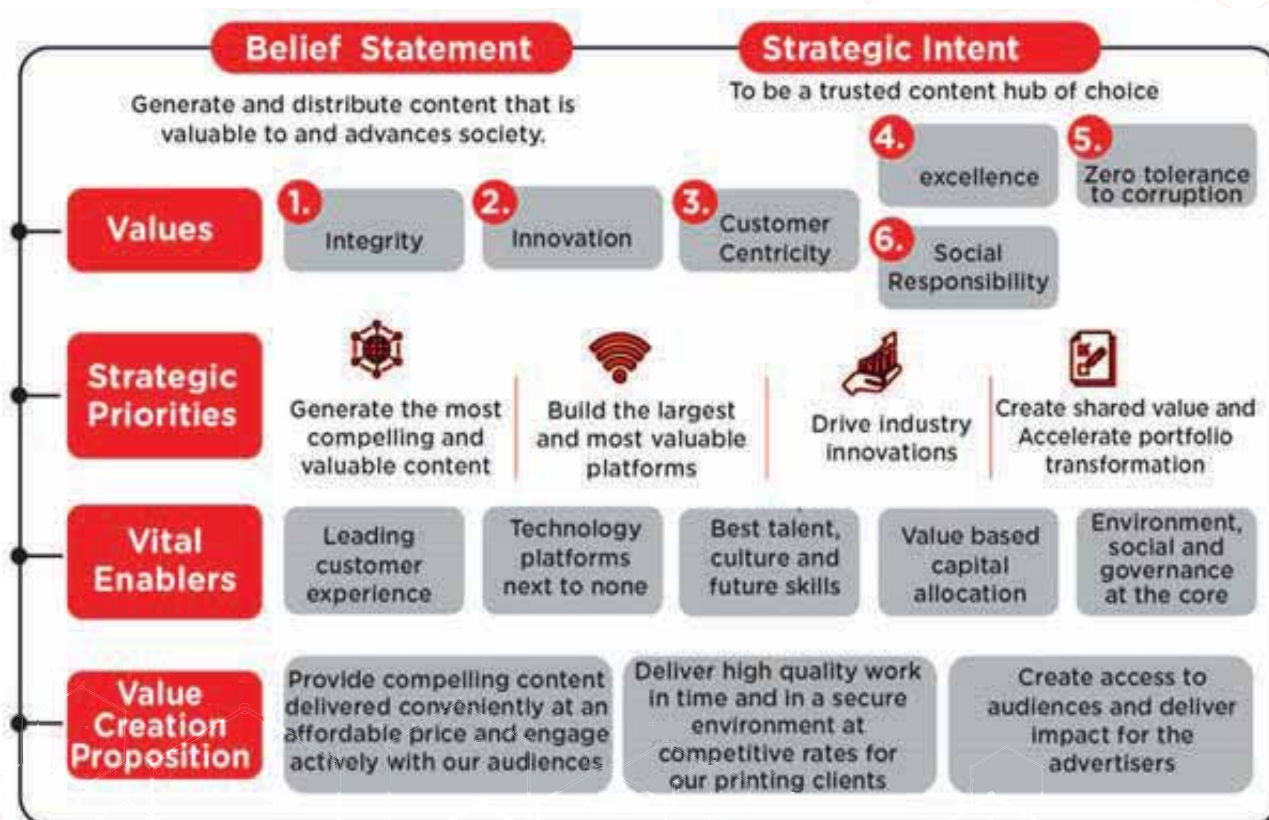 Belief Statement
Strategic Intent
Generate and distribute content that is
valuable to and advances society.
To be a trusted content hub of choice
Values
1.
Integrity
2.
Innovation
3.
Customer
Centricity
4.
excellence
5.
Zero tolerance
to corruption
6.
Social
Responsibility
Strategic
Priorities
Generate the most
compelling and
valuable content
Build the largest
and most valuable
platforms
Drive industry
innovations
Create shared value and
Accelerate portfolio
transformation
Vital
Enablers
Leading
customer
experience
Technology
platforms
next to none
Best talent,
culture and
future skills
Value based
capital
allocation
Environment,
social and
governance
at the core
Value
Creation
Proposition
Provide compelling content
delivered conveniently at an
affordable price and engage
actively with our audiences
Deliver high quality work
in time and in a secure
environment at
competitive rates for
our printing clients
Create access to
audiences and deliver
impact for the
advertisers